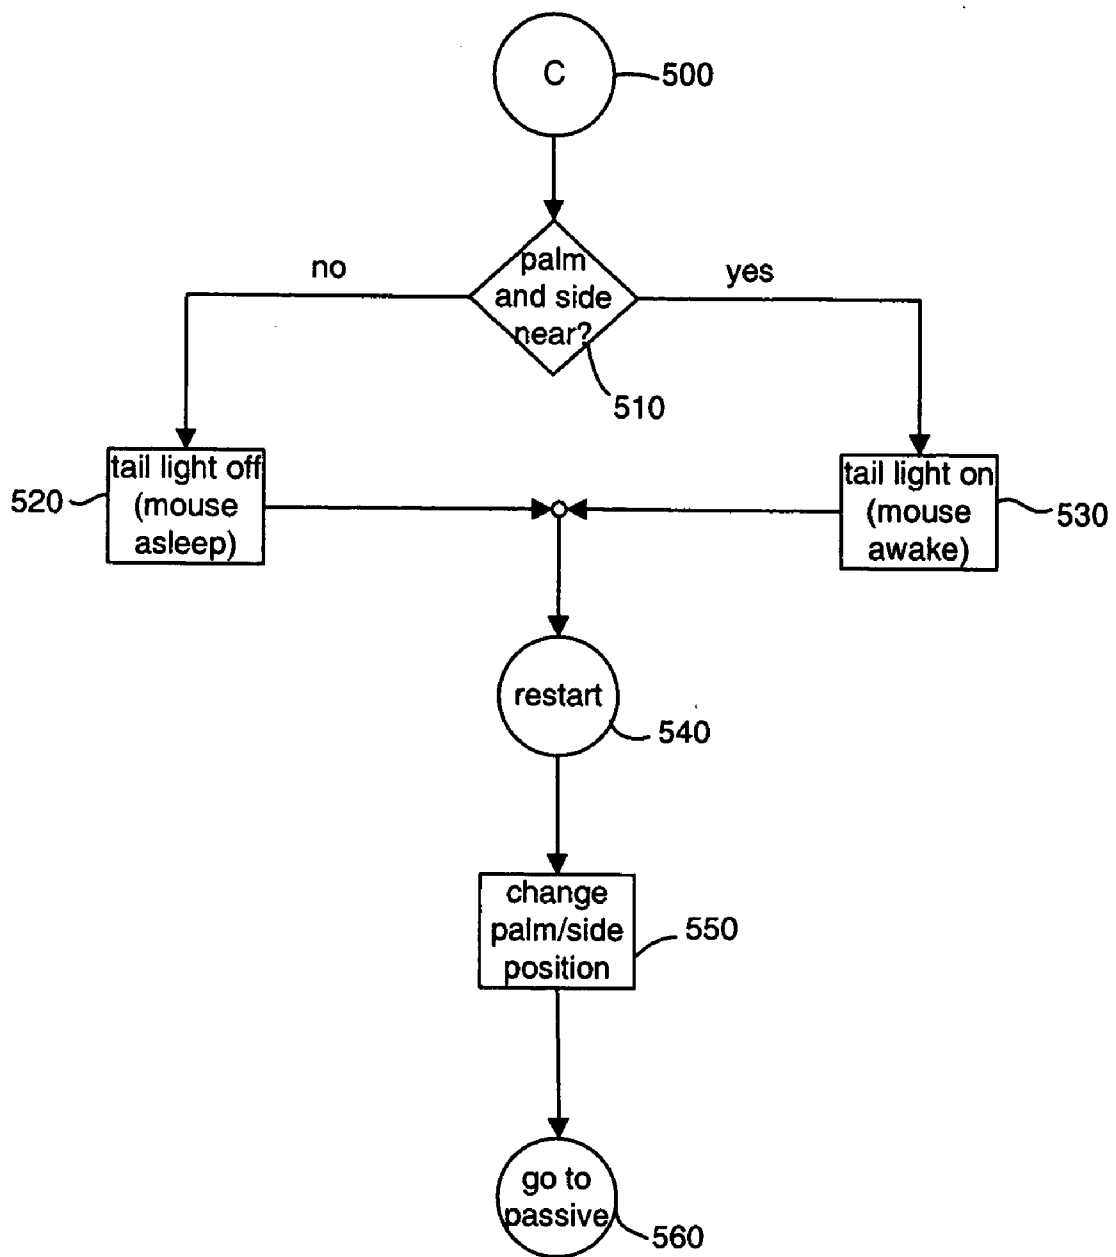 C
500
palm
and side
near?
no
yes
510
tail light off
(mouse
asleep)
520
tail light on
(mouse
awake)
530
restart
540
change
palm/side
position
550
go to
passive
560